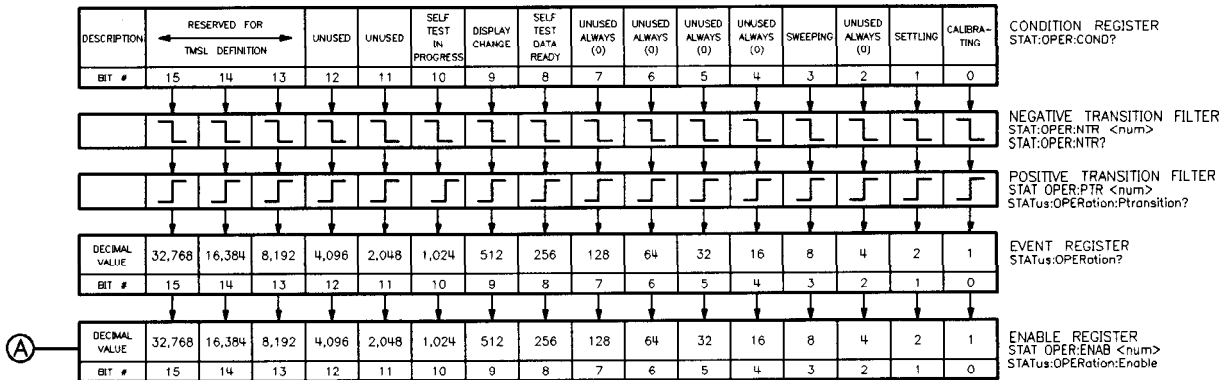 DESCRIPTION
RESERVED FOR
TMSL DEFINITION
UNUSED
UNUSED
SELF
TEST
IN
PROGRESS
DISPLAY
CHANGE
SELF
TEST
DATA
READY
UNUSED
ALWAYS
(0)
UNUSED
ALWAYS
(0)
UNUSED
ALWAYS
(0)
UNUSED
ALWAYS
(0)
SWEEPING
UNUSED
ALWAYS
(0)
SETTLING
CALIBRA-
TING
CONDITION REGISTER
STAT:OPER:COND?
BIT # 15 14 13 12 11 10 9 8 7 6 5 4 3 2 1 0
NEGATIVE TRANSITION FILTER
STAT:OPER:NTR <num>
STAT:OPER:NTR?
POSITIVE TRANSITION FILTER
STAT OPER:PTR <num>
STATus:OPERation:Ptransition?
DECIMAL
VALUE
32,768 16,384 8,192 4,096 2,048 1,024 512 256 128 64 32 16 8 4 2 1
EVENT REGISTER
STATus:OPERation?
BIT # 15 14 13 12 11 10 9 8 7 6 5 4 3 2 1 0
A
DECIMAL
VALUE
32,768 16,384 8,192 4,096 2,048 1,024 512 256 128 64 32 16 8 4 2 1
ENABLE REGISTER
STAT OPER:ENAB <num>
STATus:OPERation:Enable
BIT # 15 14 13 12 11 10 9 8 7 6 5 4 3 2 1 0